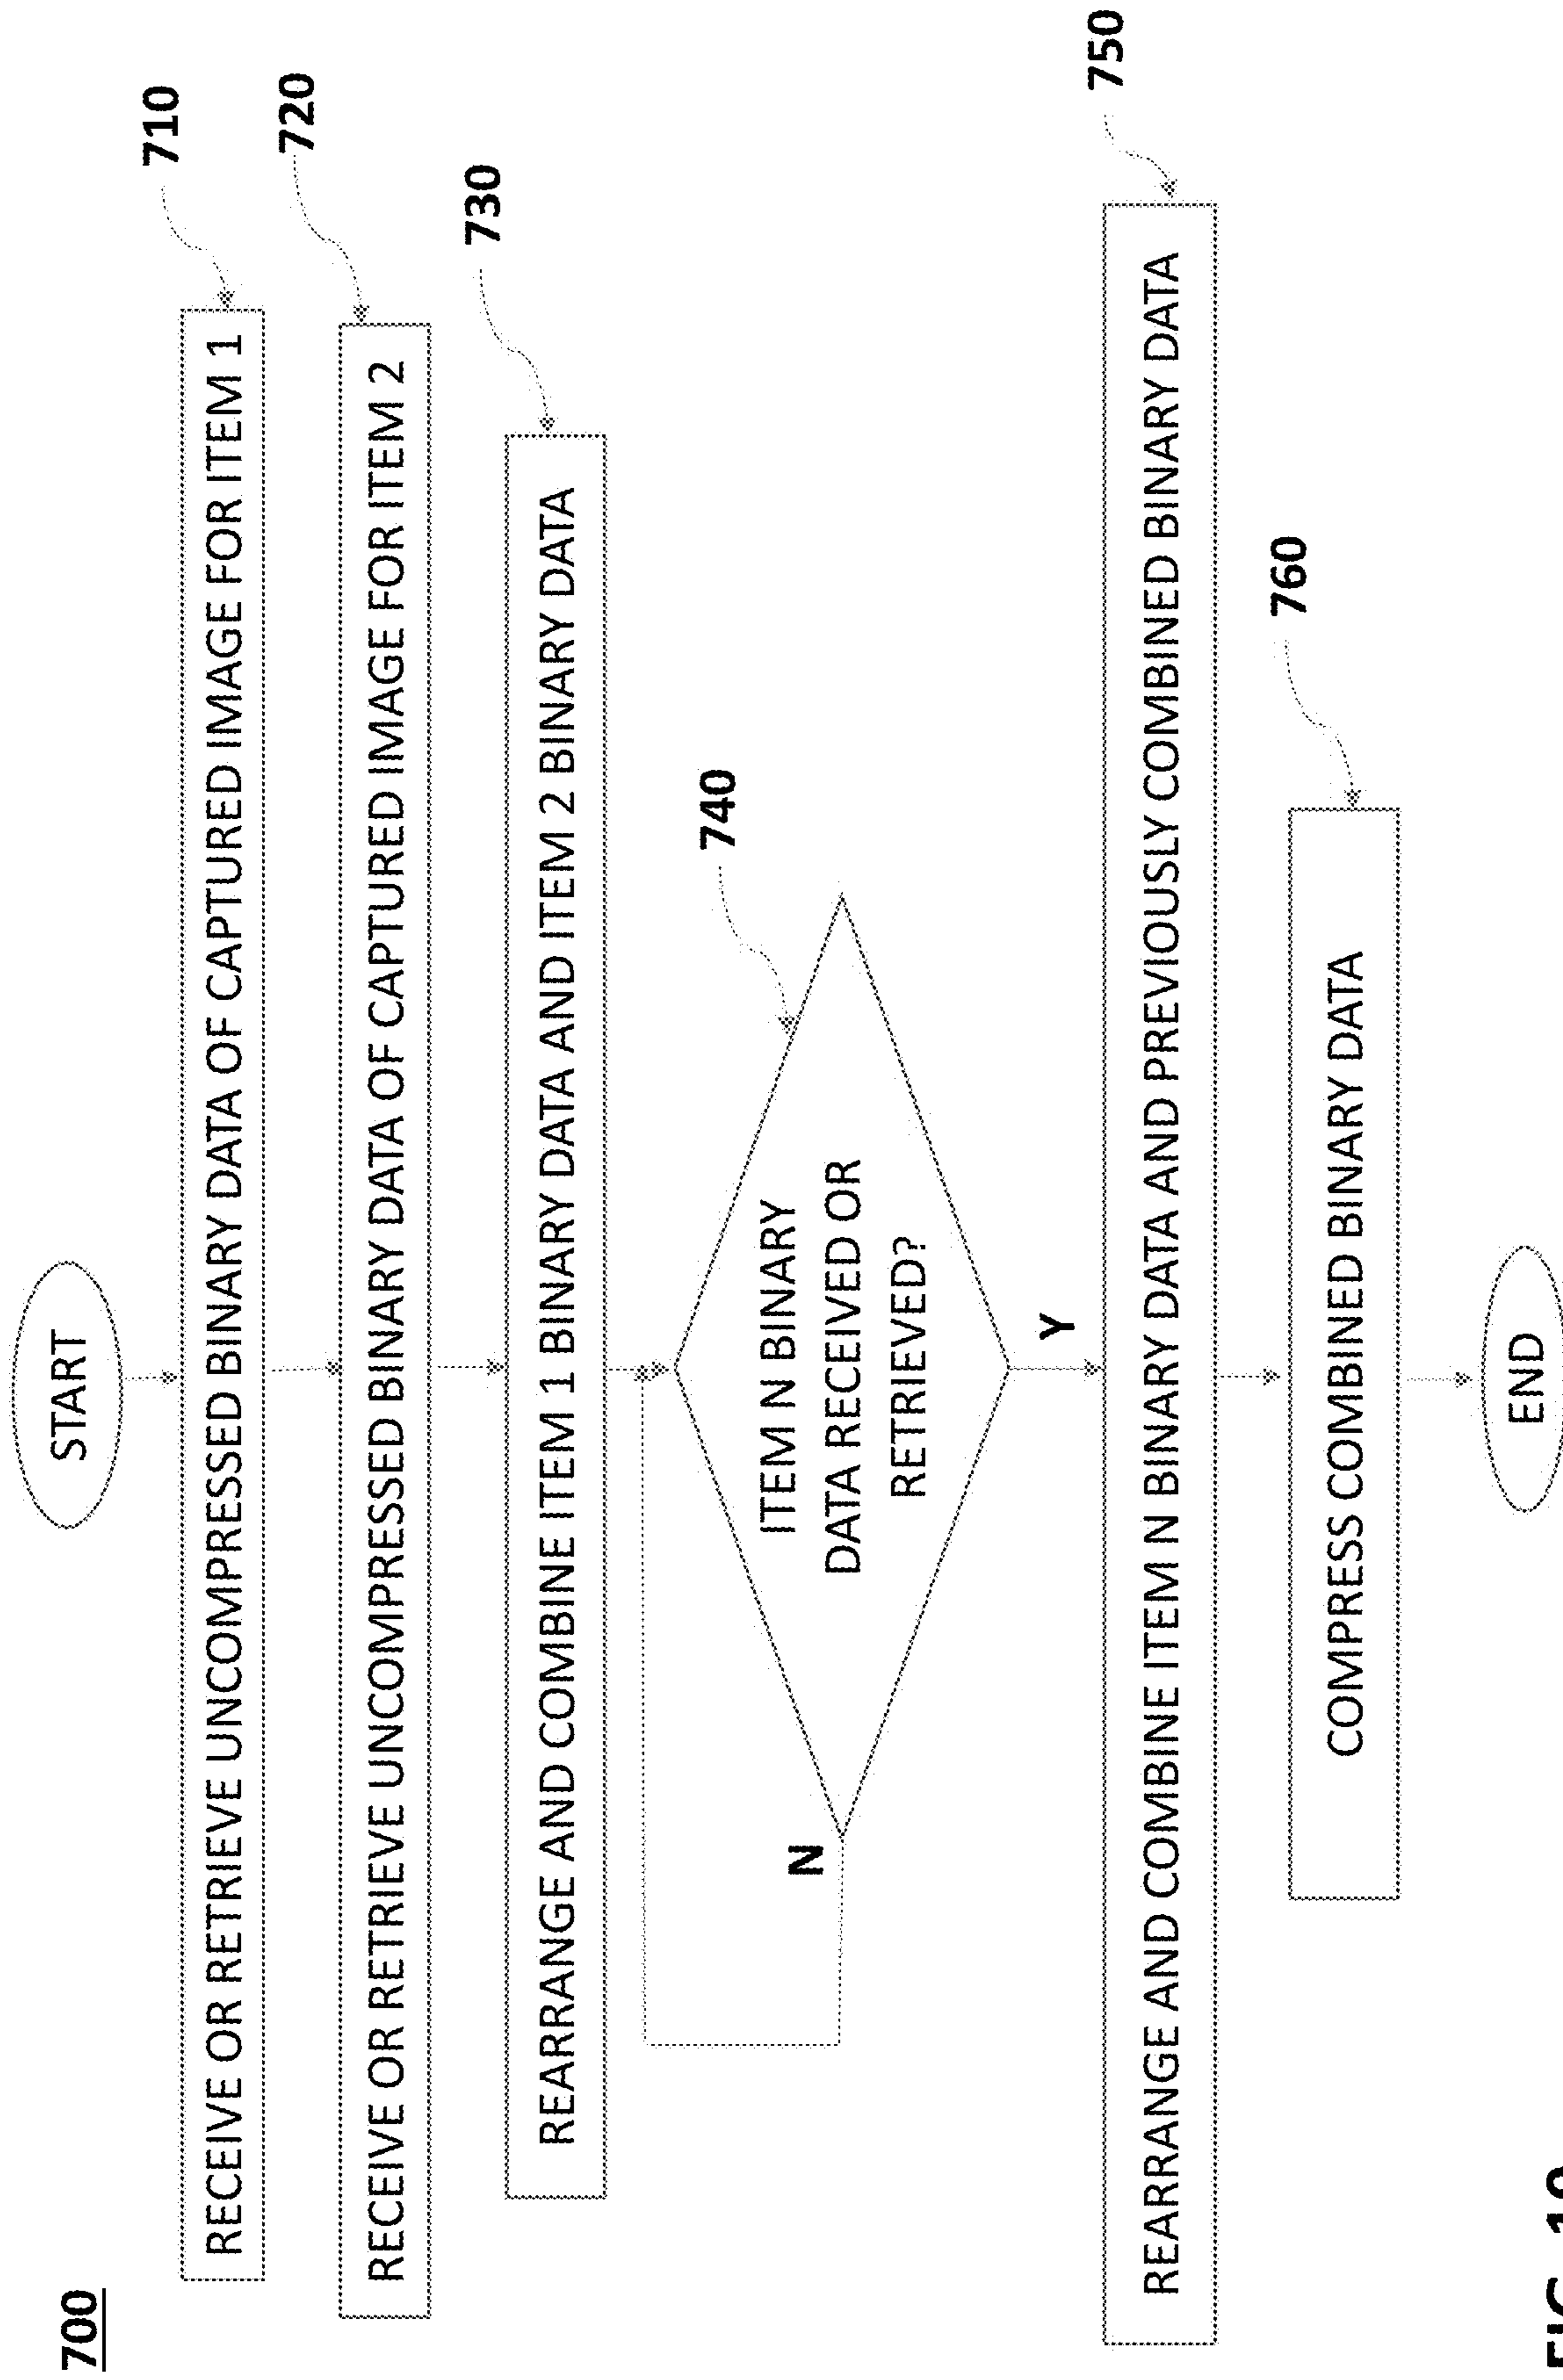 700
START
RECEIVE OR RETRIEVE UNCOMPRESSED BINARY DATA OF CAPTURED IMAGE FOR ITEM 1
710
RECEIVE OR RETRIEVE UNCOMPRESSED BINARY DATA OF CAPTURED IMAGE FOR ITEM 2
720
REARRANGE AND COMBINE ITEM 1 BINARY DATA AND ITEM 2 BINARY DATA
730
ITEM N BINARY
DATA RECEIVED OR
RETRIEVED?
740
N
Y
REARRANGE AND COMBINE ITEM N BINARY DATA AND PREVIOUSLY COMBINED BINARY DATA
750
COMPRESS COMBINED BINARY DATA
760
END
FIG.